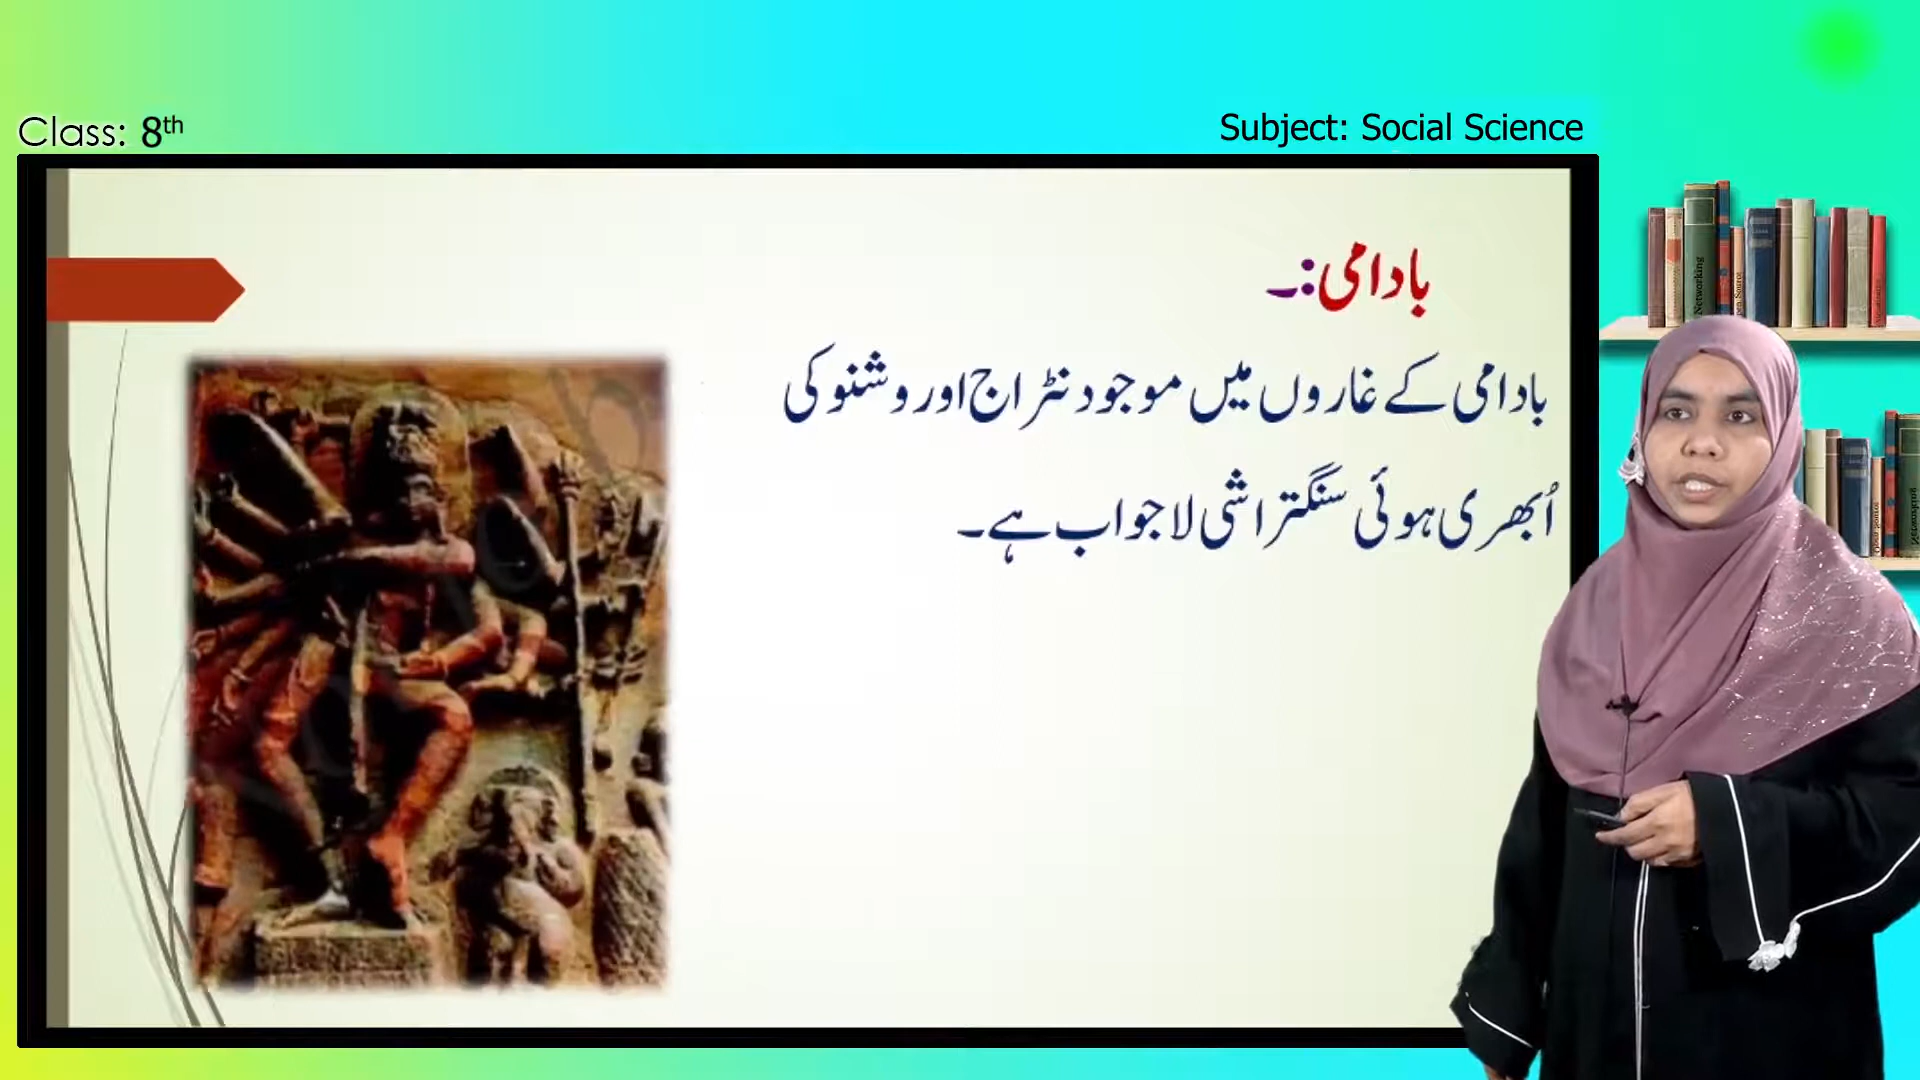 Class: 8th
Subject: Social Science
بادامی:۔
بادامی کے غاروں میں موجود نٹراج اور وشنو کی
اُبھری ہوئی سنگتراشی لاجواب ہے۔
Networking